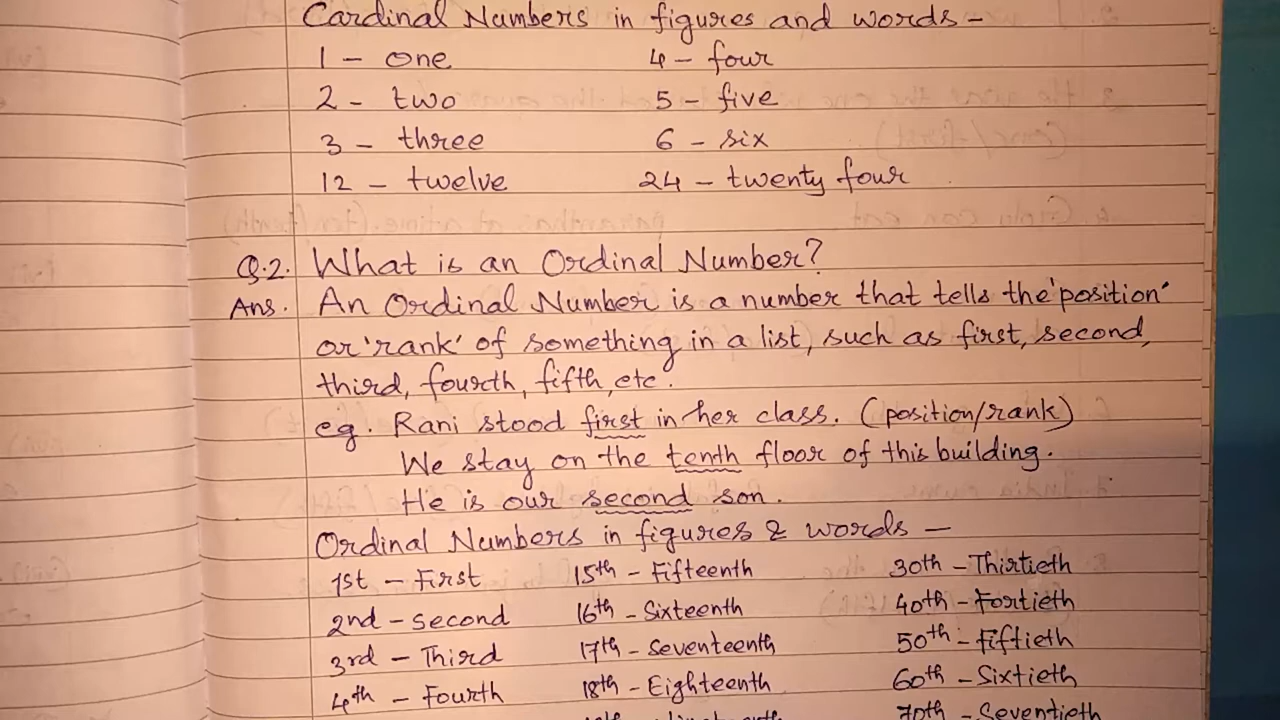 Cardinal Numbers in figures and words -
1 - one 4 - four
2 - two 5 - five
3 - three 6 - six
12 - twelve 24 - twenty four
Q.2. What is an Ordinal Number?
Ans. An Ordinal Number is a number that tells the 'position'
or 'rank' of something in a list, such as first, second,
third, fourth, fifth, etc.
eg. Rani stood first in her class. (position/rank)
We stay on the tenth floor of this building.
He is our second son.
Ordinal Numbers in figures & words -
1st - First 15th - Fifteenth 30th - Thirtieth
2nd - Second 16th - Sixteenth 40th - Fortieth
3rd - Third 17th - Seventeenth 50th - Fiftieth
4th - Fourth 18th - Eighteenth 60th - Sixtieth
70th - Seventieth